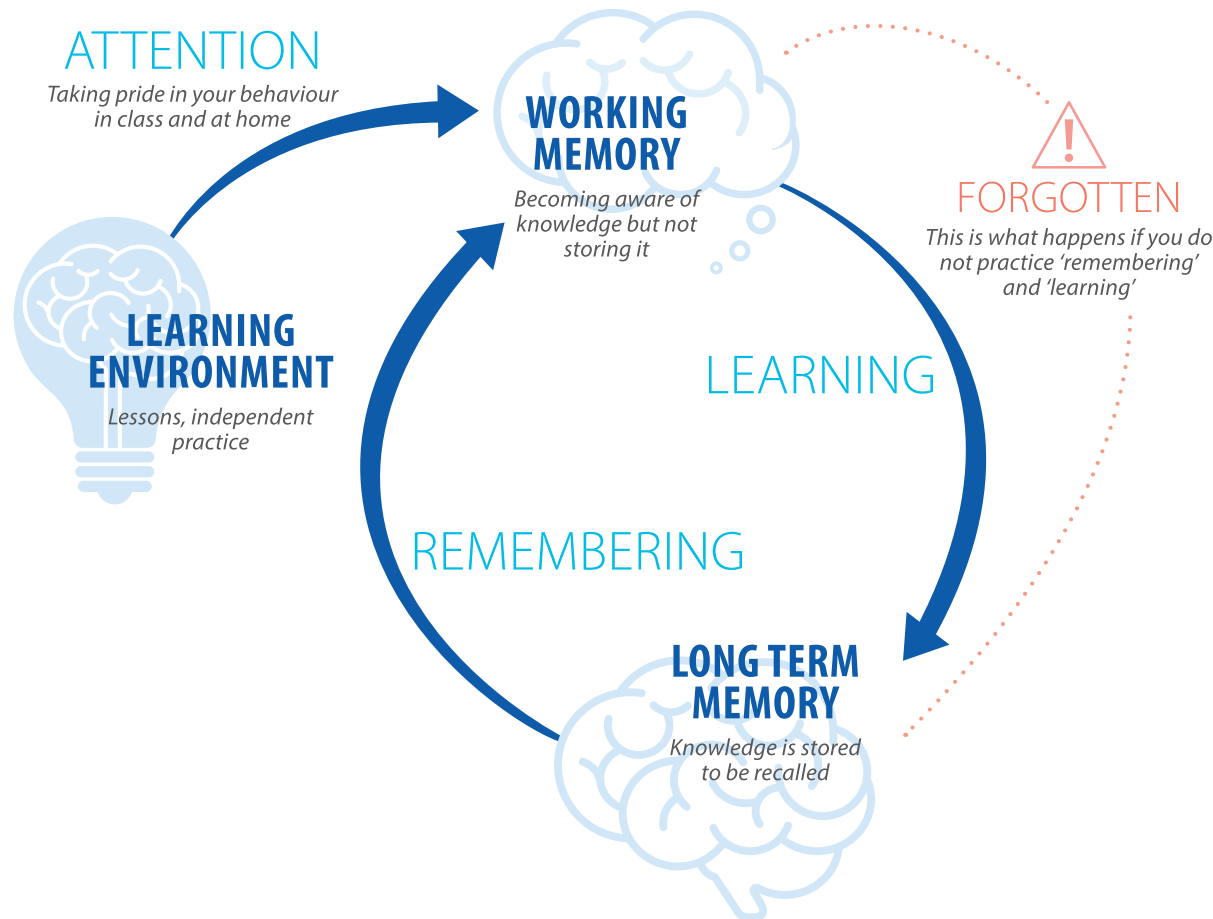 ATTENTION
Taking pride in your behaviour
in class and at home
WORKING
MEMORY
Becoming aware of
knowledge but not
storing it
FORGOTTEN
This is what happens if you do
not practice ‘remembering’
and ‘learning’
LEARNING
ENVIRONMENT
Lessons, independent
practice
LEARNING
REMEMBERING
LONG TERM
MEMORY
Knowledge is stored
to be recalled